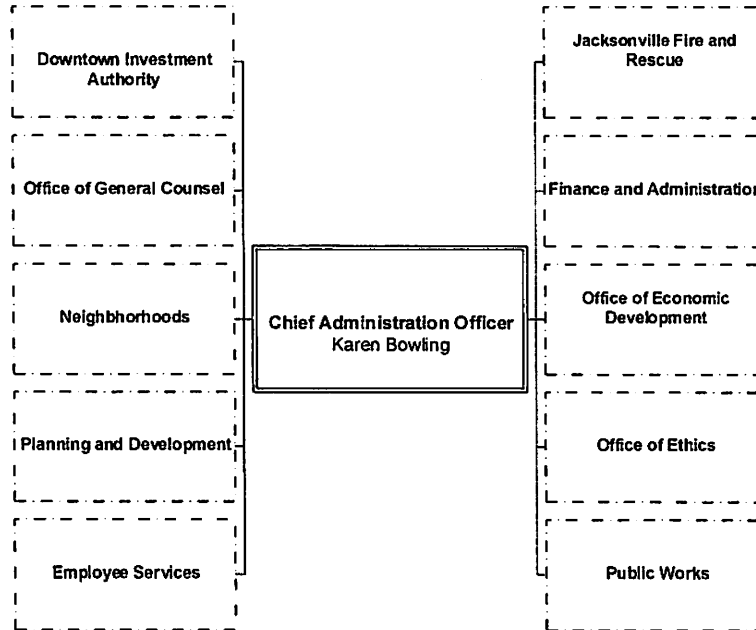 Downtown Investment
Authority
Office of General Counsel
Neighbhorhoods
Planning and Development
Employee Services
Chief Administration Officer
Karen Bowling
Jacksonville Fire and
Rescue
Finance and Administration
Office of Economic
Development
Office of Ethics
Public Works